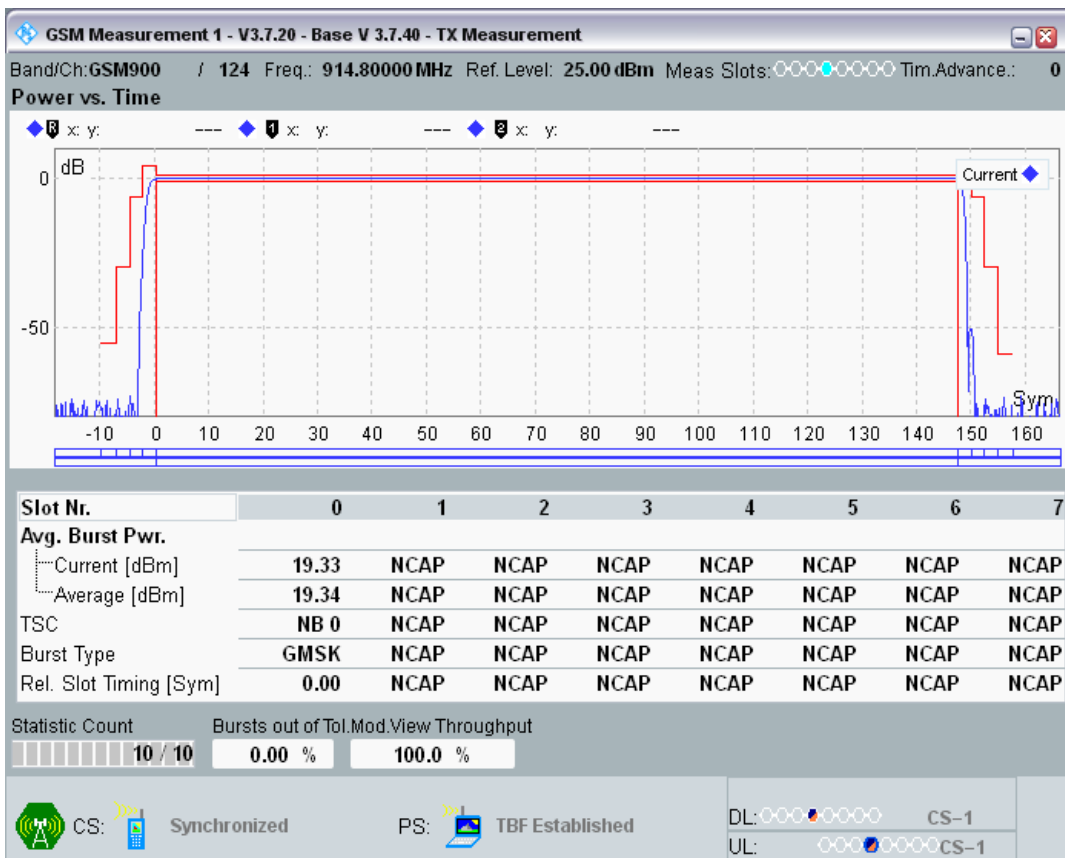 GSM Measurement 1 - V3.7.20 - Base V 3.7.40 - TX Measurement
Band/Ch:GSM900 / 124 Freq.: 914.80000 MHz Ref. Level: 25.00 dBm Meas Slots: Tim.Advance.: 0
Power vs. Time
R x: y: --- 1 x: y: --- 2 x: y: ---
dB
Current
0
-50
Sym
-10 0 10 20 30 40 50 60 70 80 90 100 110 120 130 140 150 160
Slot Nr. 0 1 2 3 4 5 6 7
Avg. Burst Pwr.
Current [dBm] 19.33 NCAP NCAP NCAP NCAP NCAP NCAP NCAP
Average [dBm] 19.34 NCAP NCAP NCAP NCAP NCAP NCAP NCAP
TSC NB 0 NCAP NCAP NCAP NCAP NCAP NCAP NCAP
Burst Type GMSK NCAP NCAP NCAP NCAP NCAP NCAP NCAP
Rel. Slot Timing [Sym] 0.00 NCAP NCAP NCAP NCAP NCAP NCAP NCAP
Statistic Count Bursts out of Tol. Mod.View Throughput
10 / 10 0.00 % 100.0 %
CS: Synchronized PS: TBF Established DL: CS-1
UL: CS-1